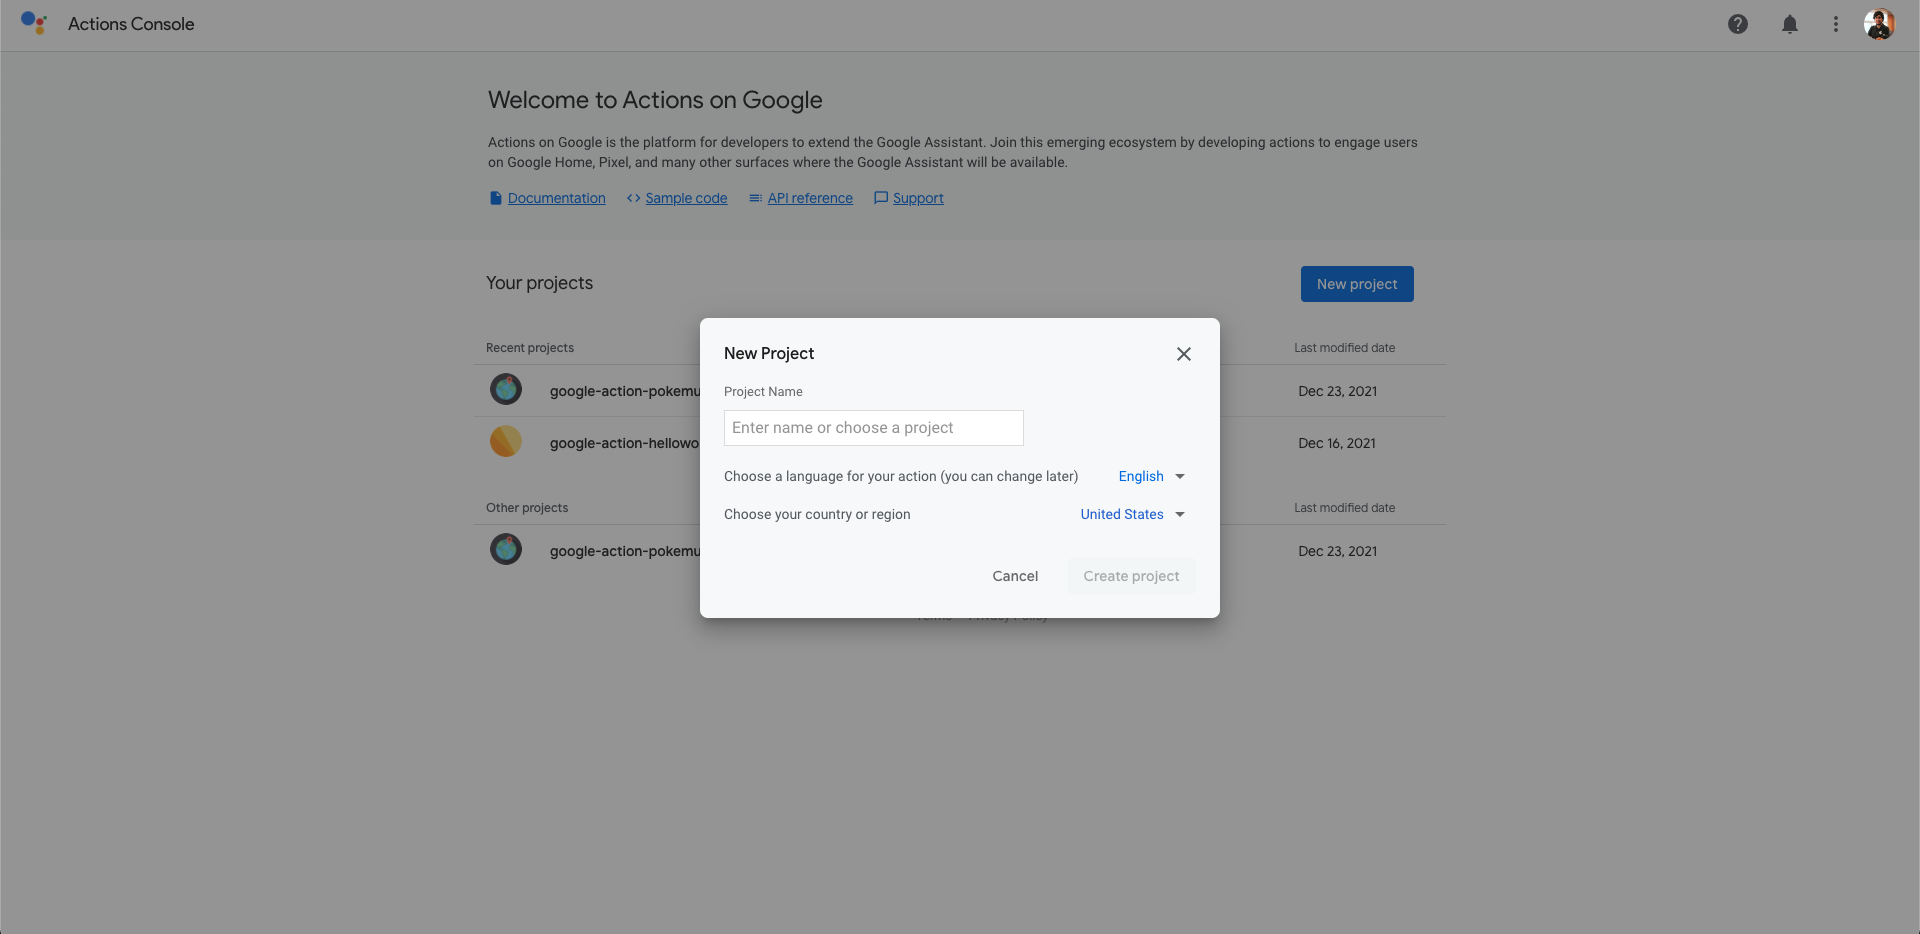 Actions Console
Welcome to Actions on Google
Actions on Google is the platform for developers to extend the Google Assistant. Join this emerging ecosystem by developing actions to engage users
on Google Home, Pixel, and many other surfaces where the Google Assistant will be available.
Documentation Sample code API reference Support
Your projects New project
Recent projects Last modified date
google-action-pokemu Dec 23, 2021
google-action-hellowo Dec 16, 2021
Other projects Last modified date
google-action-pokemu Dec 23, 2021
New Project
Project Name
Enter name or choose a project
Choose a language for your action (you can change later) English
Choose your country or region United States
Cancel Create project
Terms Privacy Policy